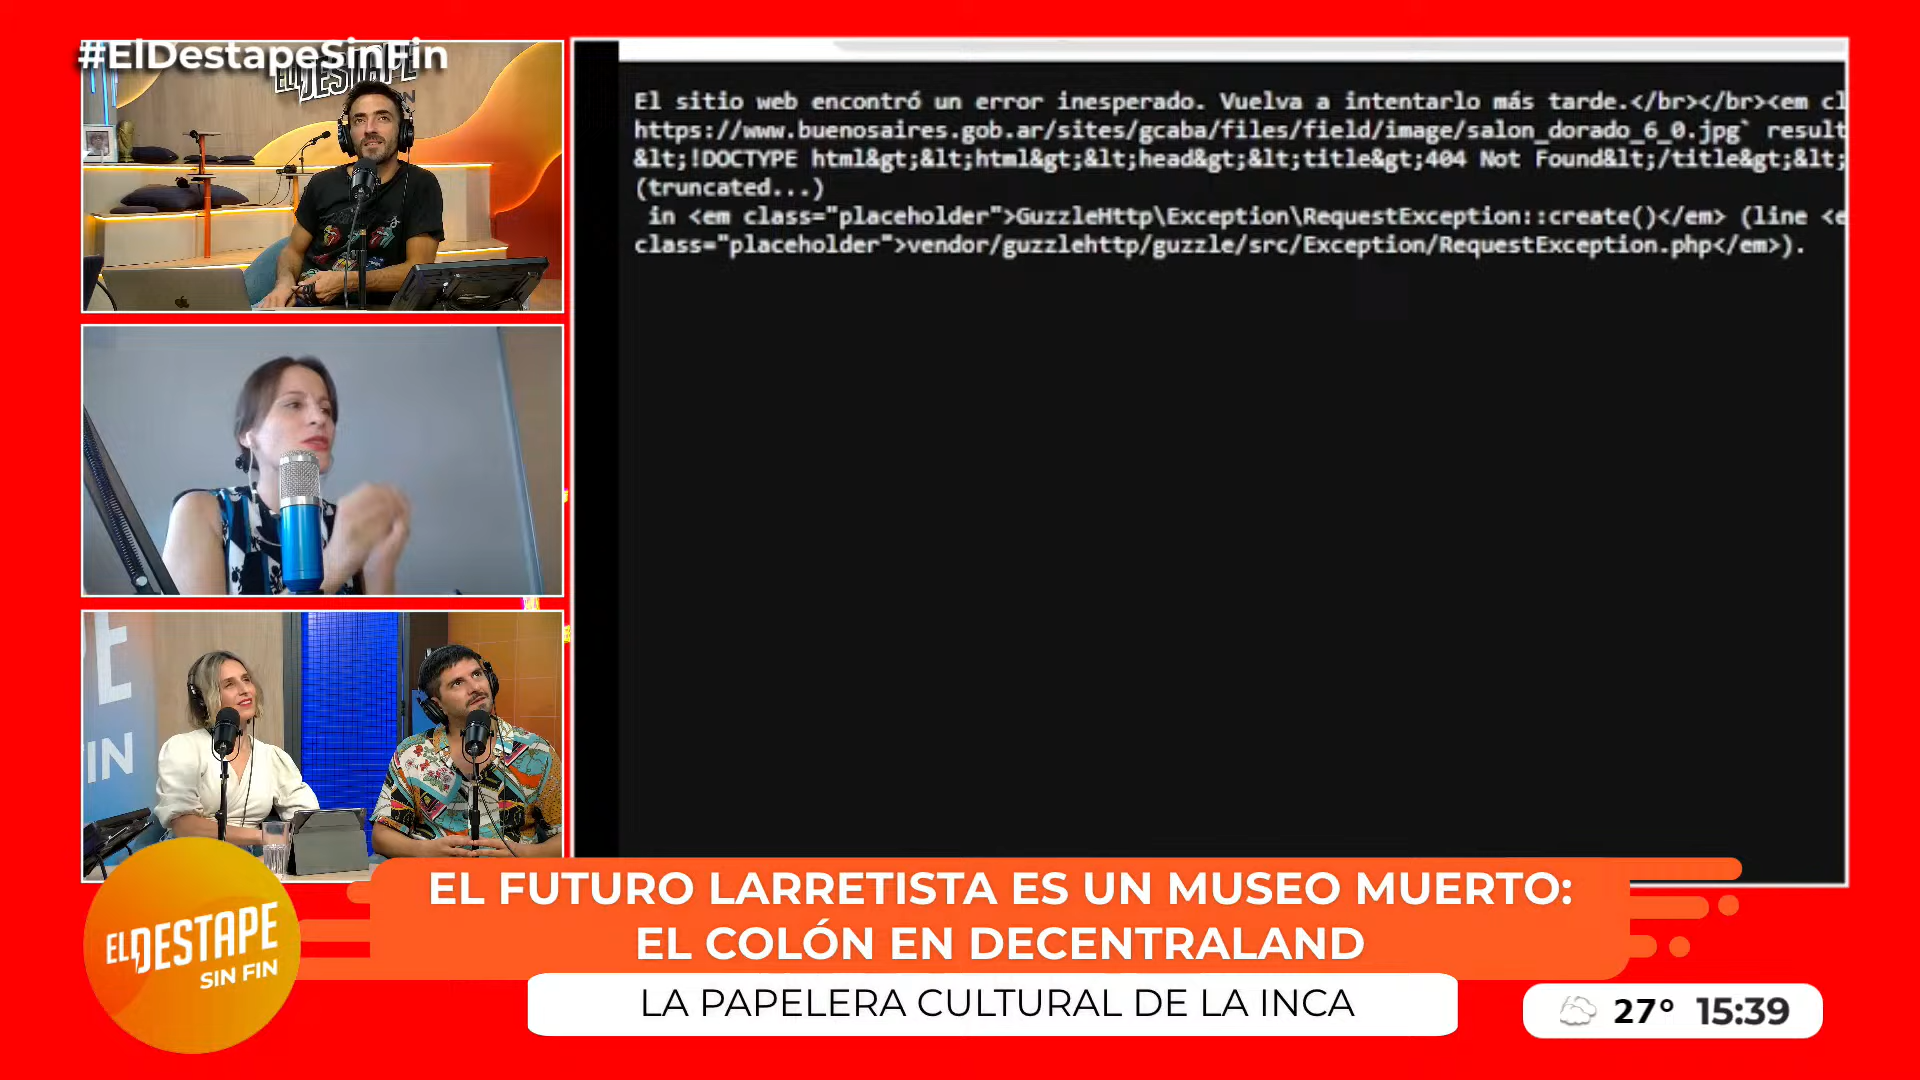 #ElDestapeSinFin
El sitio web encontró un error inesperado. Vuelva a intentarlo más tarde.</br></br><em cl
https://www.buenosaires.gob.ar/sites/gcaba/files/field/image/salon_dorado_6_0.jpg` result
&lt;!DOCTYPE html&gt;&lt;html&gt;&lt;head&gt;&lt;title&gt;404 Not Found&lt;/title&gt;&lt;
(truncated...)
in <em class="placeholder">GuzzleHttp\Exception\RequestException::create()</em> (line <e
class="placeholder">vendor/guzzlehttp/guzzle/src/Exception/RequestException.php</em>).
IN
EL FUTURO LARRETISTA ES UN MUSEO MUERTO:
EL COLÓN EN DECENTRALAND
LA PAPELERA CULTURAL DE LA INCA
EL DESTAPE
SIN FIN
27° 15:39